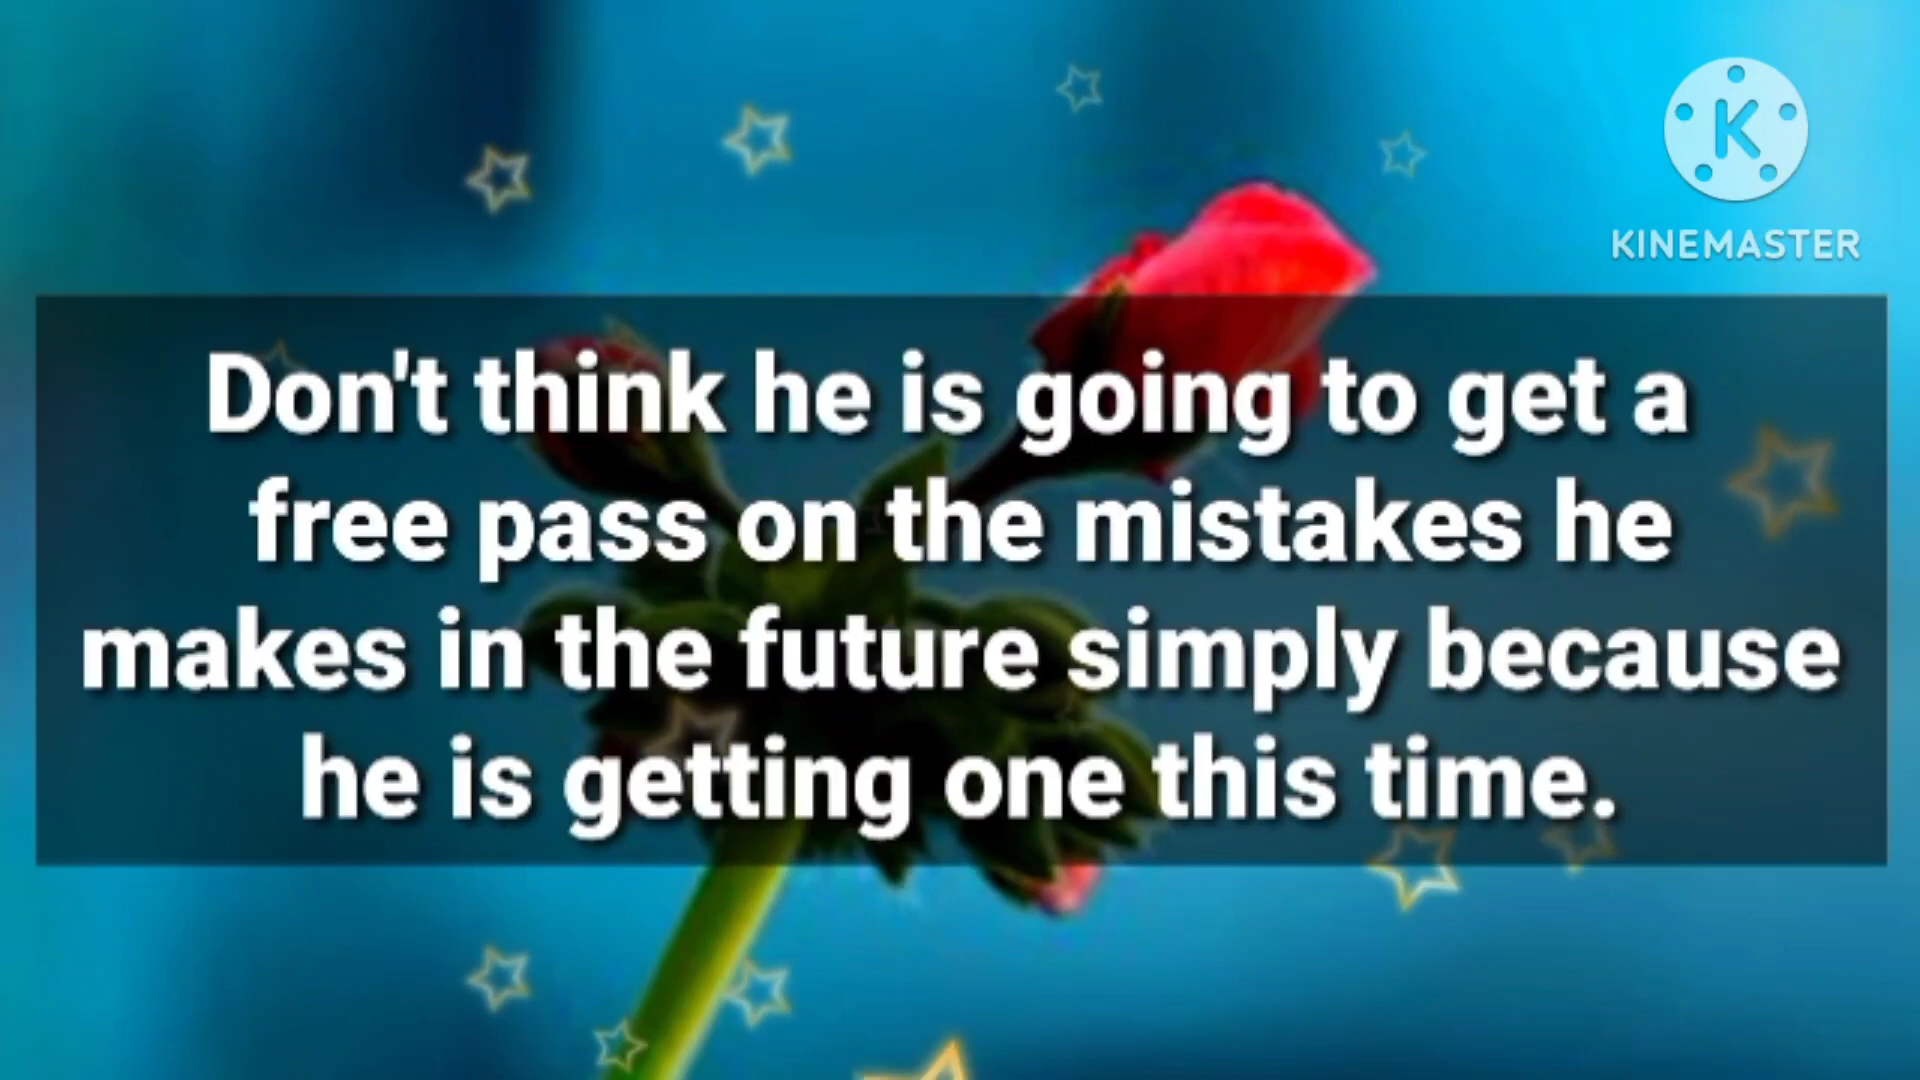 KINEMASTER
Don't think he is going to get a
free pass on the mistakes he
makes in the future simply because
he is getting one this time.